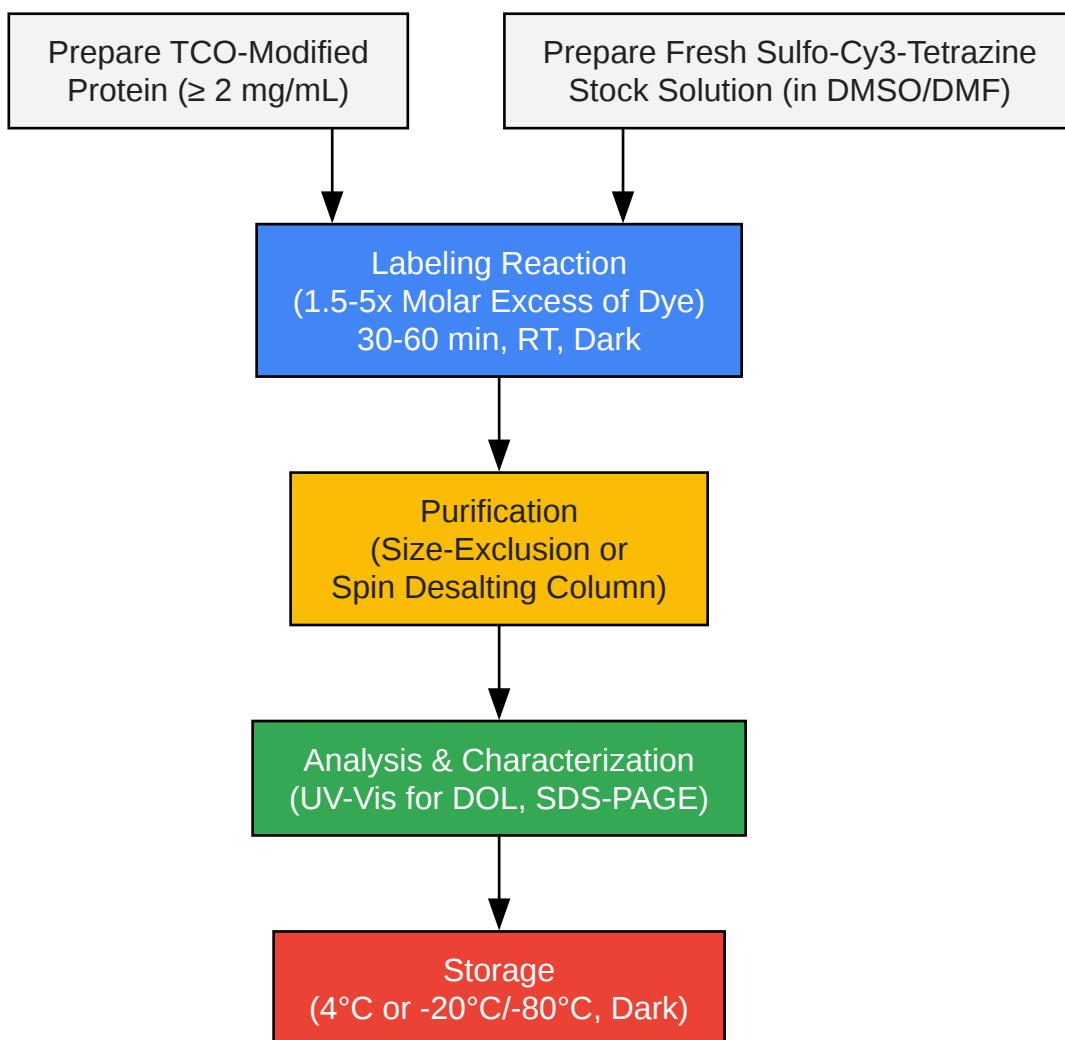 Prepare TCO-Modified
Protein (≥ 2 mg/mL)
Prepare Fresh Sulfo-Cy3-Tetrazine
Stock Solution (in DMSO/DMF)
Labeling Reaction
(1.5-5x Molar Excess of Dye)
30-60 min, RT, Dark
Purification
(Size-Exclusion or
Spin Desalting Column)
Analysis & Characterization
(UV-Vis for DOL, SDS-PAGE)
Storage
(4°C or -20°C/-80°C, Dark)